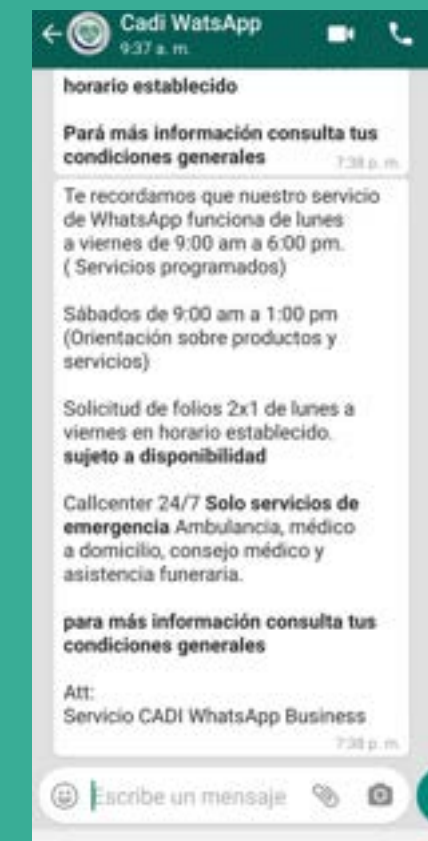 Cadi WatsApp
9:37 a. m.
horario establecido
Pará más información consulta tus
condiciones generales
7:38 p. m.
Te recordamos que nuestro servicio
de WhatsApp funciona de lunes
a viernes de 9:00 am a 6:00 pm.
( Servicios programados)
Sábados de 9:00 am a 1:00 pm
(Orientación sobre productos y
servicios)
Solicitud de folios 2x1 de lunes a
viernes en horario establecido.
sujeto a disponibilidad
Callcenter 24/7 Solo servicios de
emergencia Ambulancia, médico
a domicilio, consejo médico y
asistencia funeraria.
para más información consulta tus
condiciones generales
Att:
Servicio CADI WhatsApp Business
7:38 p. m.
Escribe un mensaje